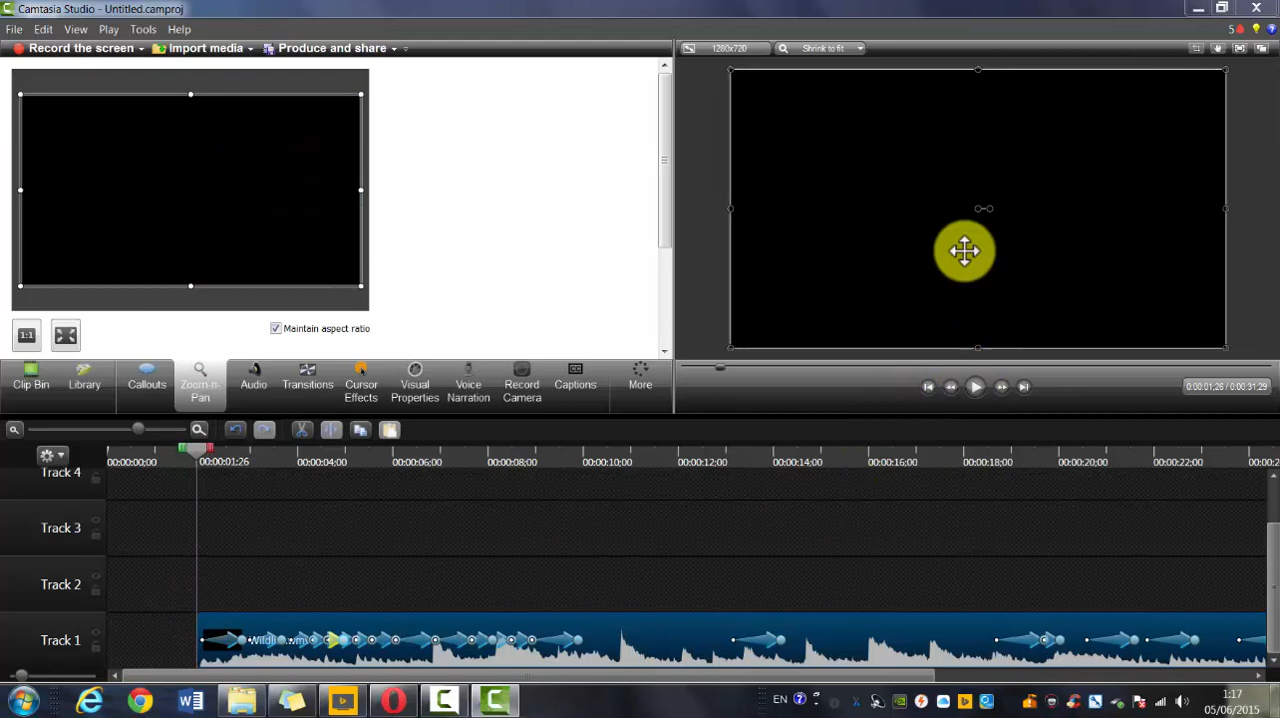 Camtasia Studio - Untitled.camproj
File Edit View Play Tools Help
5
Record the screen Import media Produce and share
1280x720 Shrink to fit
1:1
Maintain aspect ratio
Clip Bin Library Callouts Zoom-n-Pan Audio Transitions Cursor Effects Visual Properties Voice Narration Record Camera Captions More
0:00:01;26 / 0:00:31;29
00:00:00;00 00:00:01;26 00:00:04;00 00:00:06;00 00:00:08;00 00:00:10;00 00:00:12;00 00:00:14;00 00:00:16;00 00:00:18;00 00:00:20;00 00:00:22;00
Track 4
Track 3
Track 2
Track 1
EN
1:17
05/06/2015